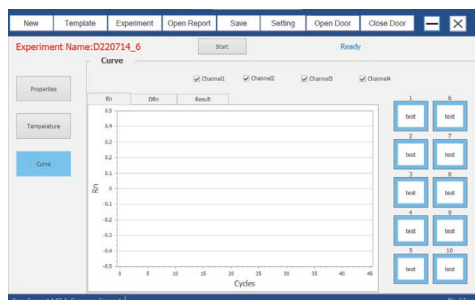 New Template Experiment Open Report Save Setting Open Door Close Door
Experiment Name:D220714_6 Start Ready
Curve
Channel1 Channel2 Channel3 Channel4
Properties
Temperature
Curve
Rn DRn Result
0.5
0.4
0.3
0.2
0.1
0
-0.1
-0.2
-0.3
-0.4
-0.5
Rn
0 5 10 15 20 25 30 35 40 45
Cycles
1 6
test test
2 7
test test
3 8
test test
4 9
test test
5 10
test test